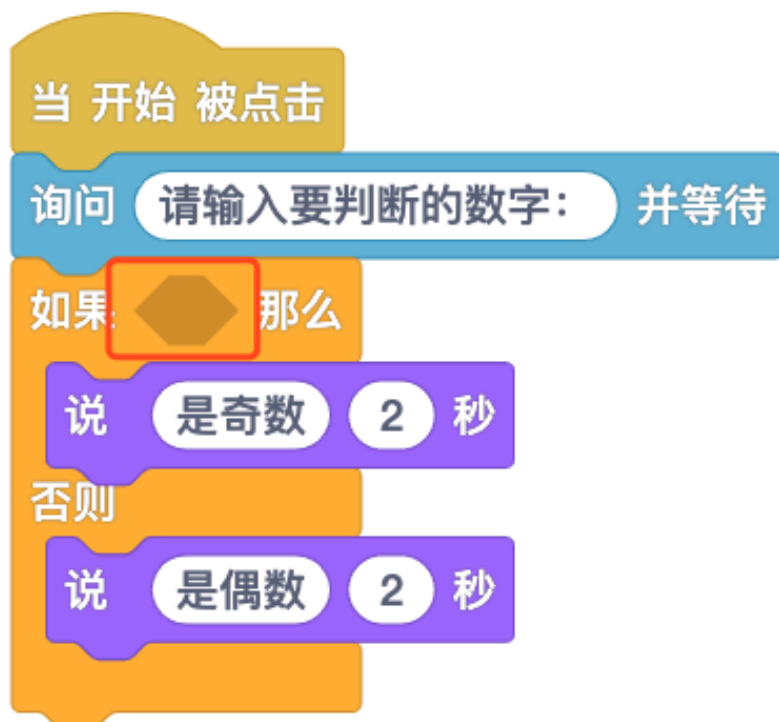 当 开始 被点击
询问 请输入要判断的数字： 并等待
如果 那么
说 是奇数 2 秒
否则
说 是偶数 2 秒